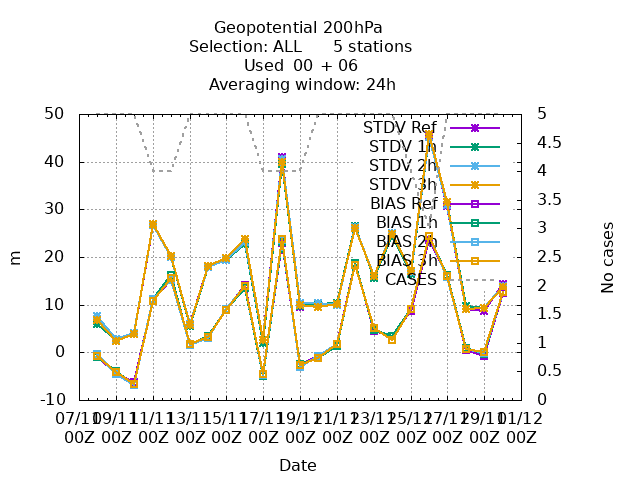 Geopotential 200hPa
Selection: ALL 5 stations
Used 00 + 06
Averaging window: 24h
50
40
30
20
10
0
-10
m
5
4.5
4
3.5
3
2.5
2
1.5
1
0.5
0
No cases
STDV Ref
STDV 1h
STDV 2h
STDV 3h
BIAS Ref
BIAS 1h
BIAS 2h
BIAS 3h
CASES
07/11 09/11 11/11 13/11 15/11 17/11 19/11 21/11 23/11 25/11 27/11 29/11 01/12
00Z 00Z 00Z 00Z 00Z 00Z 00Z 00Z 00Z 00Z 00Z 00Z 00Z
Date